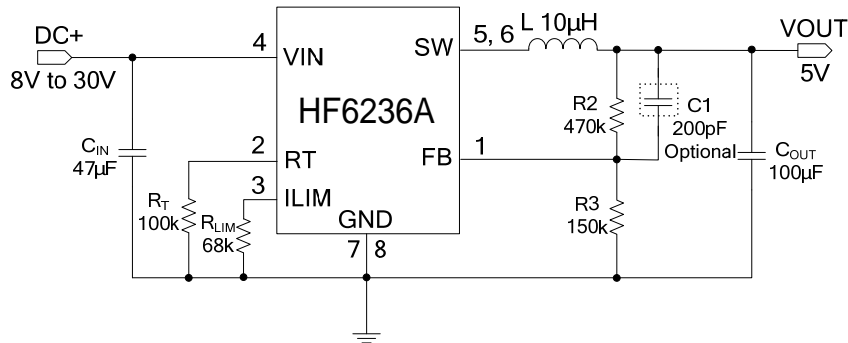 DC+
8V to 30V
CIN
47µF
4
VIN
HF6236A
SW
5, 6
L 10µH
VOUT
5V
R2
470k
C1
200pF
Optional
COUT
100µF
2
RT
FB
1
3
ILIM
RT
100k
RLIM
68k
GND
7
8
R3
150k